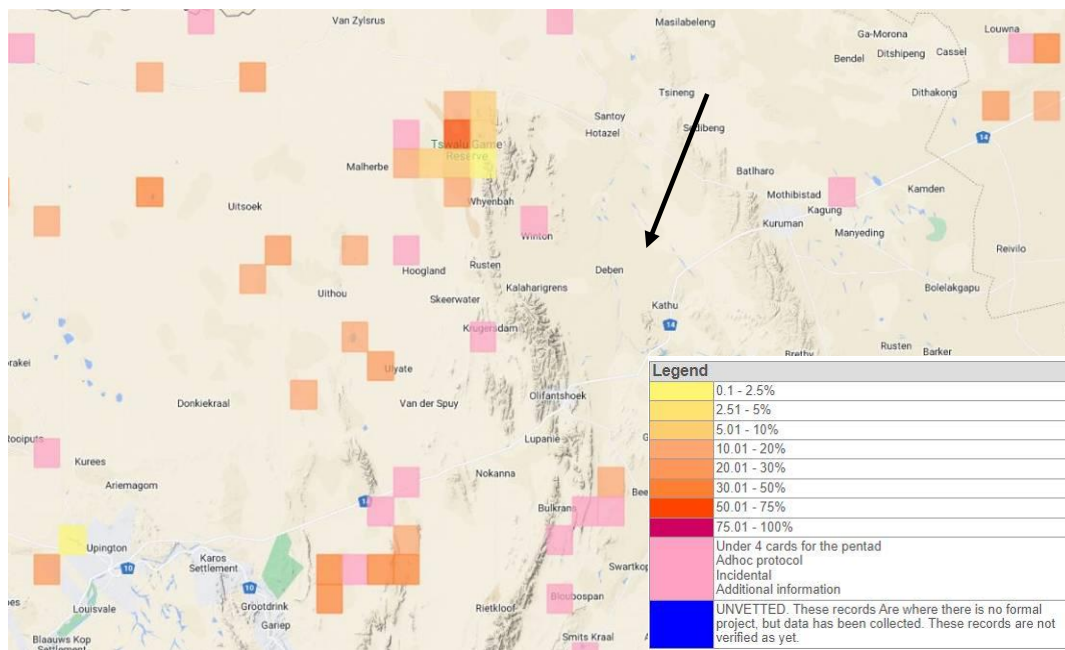 Van Zylsrus
Masilabeleng
Ga-Morona
Louwna
Bendel
Ditshipeng
Cassel
Tsineng
Dithakong
Santoy
Hotazel
Sedibeng
14
Tswalu Game
Reserve
Malherbe
Batlharo
Mothibistad
Kagung
Kamden
Uitsoek
Whyenbah
Kuruman
Manyeding
Winton
Reivilo
Rusten
Hoogland
Deben
Kalaharigrens
Bolelakgapu
Uithou
Skeerwater
Kathu
14
Krugersdam
Rusten
Barker
Brethy
Ulyate
Donkiekraal
Van der Spuy
Olifantshoek
Lupanie
Kurees
Nokanna
Ariemagom
14
Bulkrans
Upington
Karos
Settlement
10
10
Louisvale
Grootdrink
Gariep
Rietkloof
Bloubospan
Blaauws Kop
Settlement
Smits Kraal
Legend
0.1 - 2.5%
2.51 - 5%
5.01 - 10%
10.01 - 20%
20.01 - 30%
30.01 - 50%
50.01 - 75%
75.01 - 100%
Under 4 cards for the pentad
Adhoc protocol
Incidental
Additional information
UNVETTED. These records Are where there is no formal
project, but data has been collected. These records are not
verified as yet.